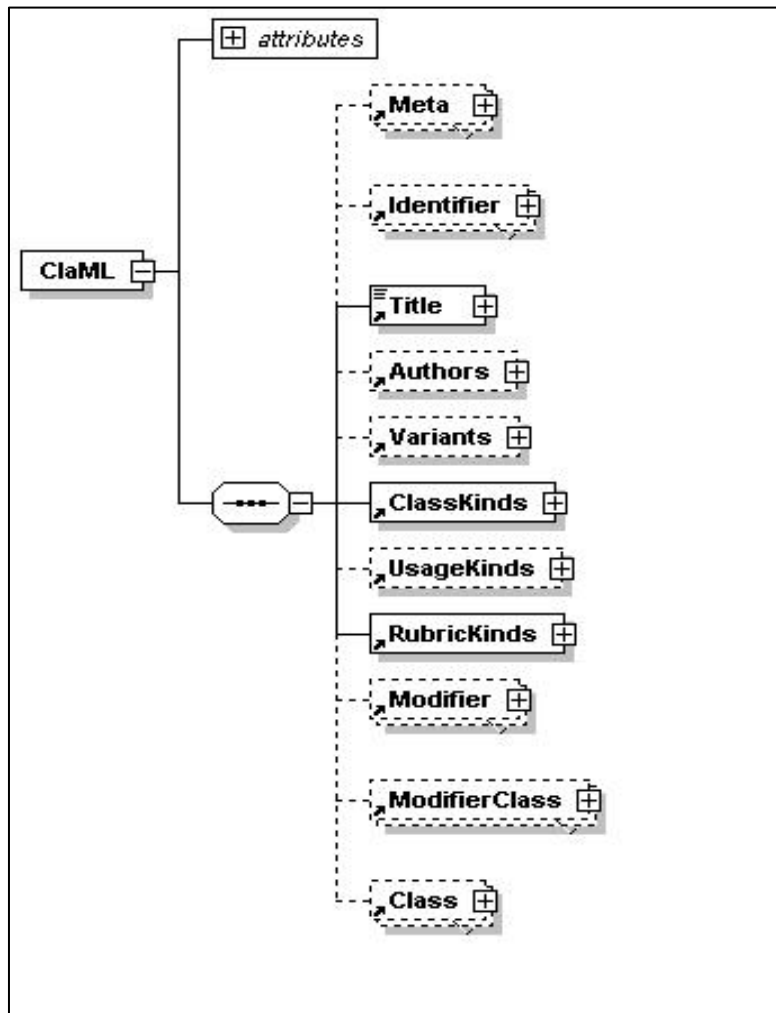 attributes
Meta
Identifier
ClaML
Title
Authors
Variants
ClassKinds
UsageKinds
RubricKinds
Modifier
ModifierClass
Class